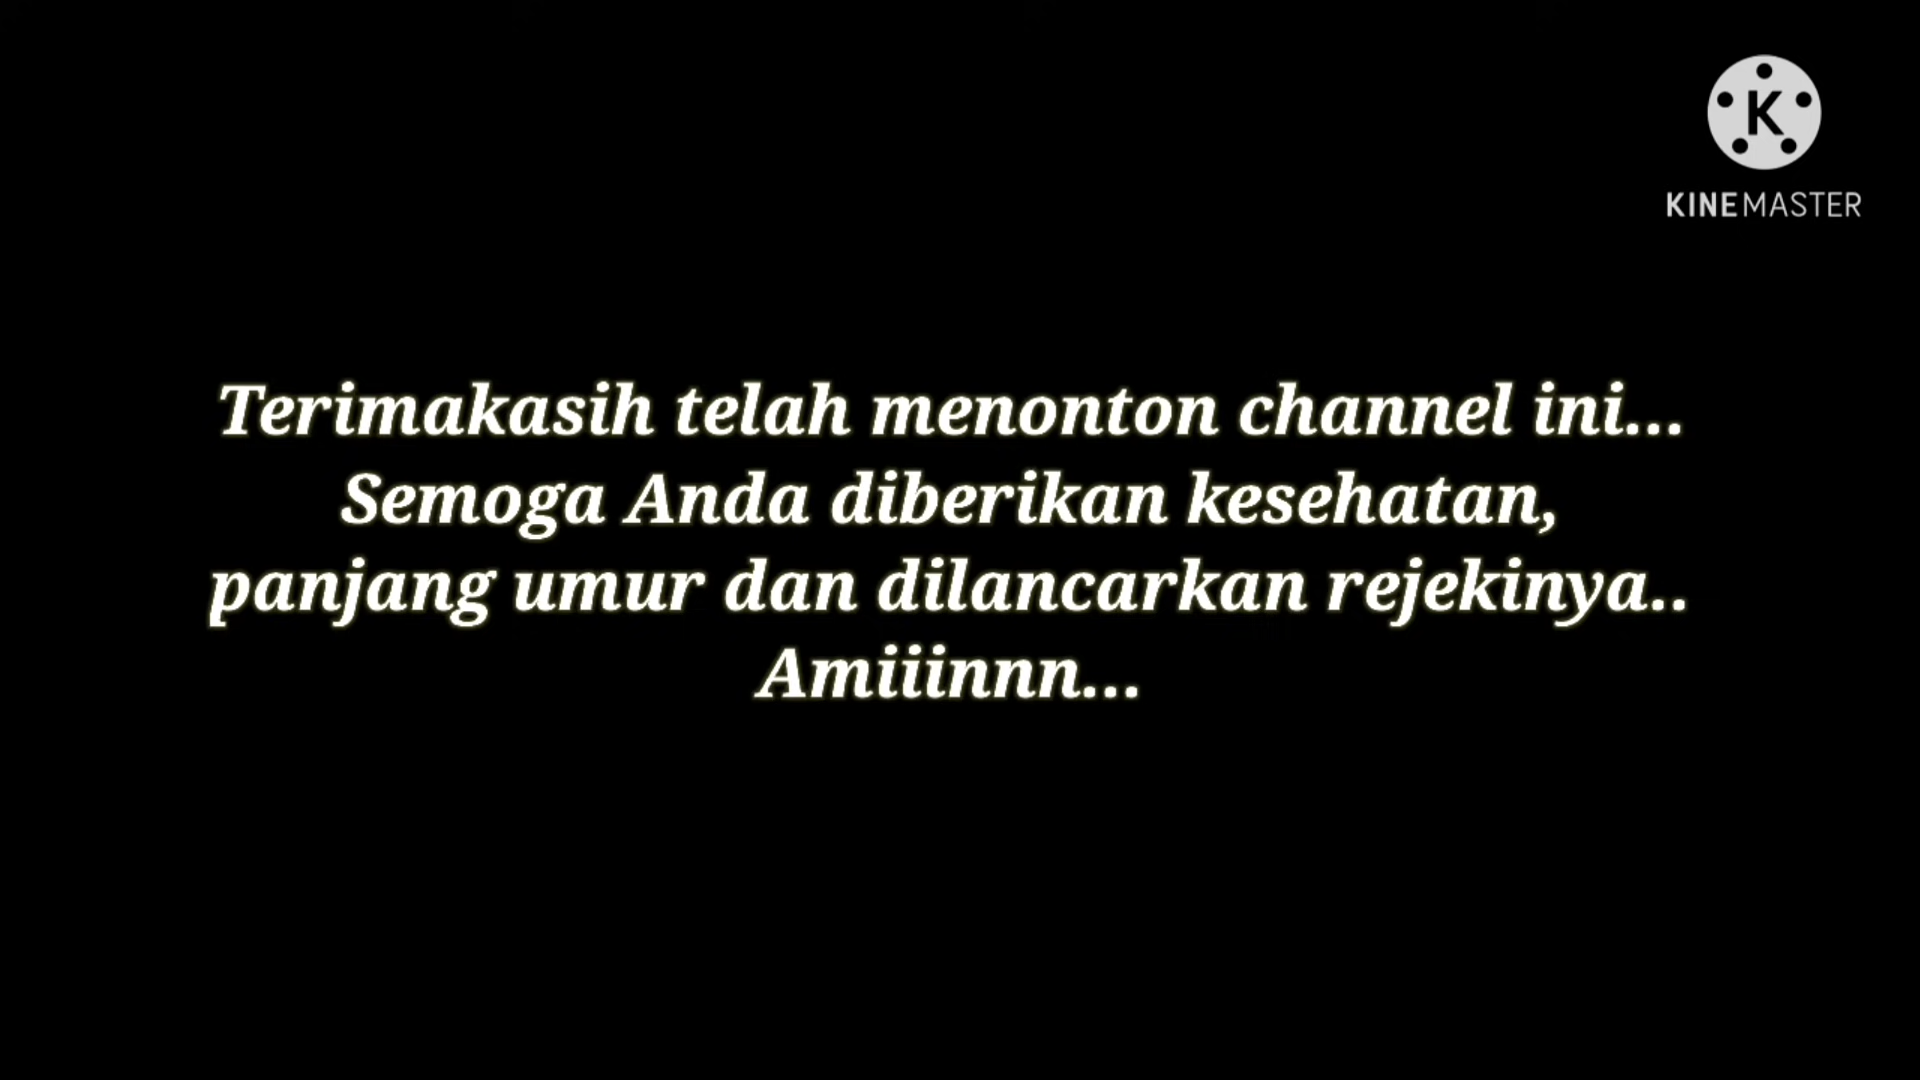 K
KINEMASTER
Terimakasih telah menonton channel ini...
Semoga Anda diberikan kesehatan,
panjang umur dan dilancarkan rejekinya..
Amiiinnn...